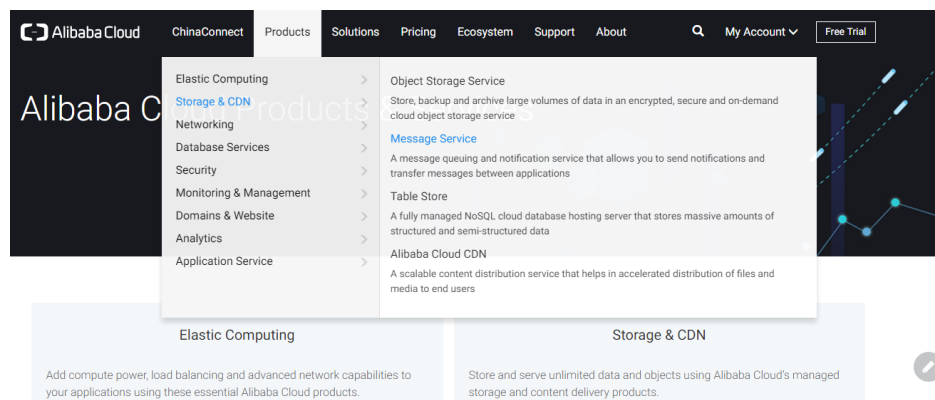 Alibaba Cloud
ChinaConnect
Products
Solutions
Pricing
Ecosystem
Support
About
My Account
Free Trial
Alibaba Cloud Products & Services
Elastic Computing
Storage & CDN
Networking
Database Services
Security
Monitoring & Management
Domains & Website
Analytics
Application Service
Object Storage Service
Store, backup and archive large volumes of data in an encrypted, secure and on-demand
cloud object storage service
Message Service
A message queuing and notification service that allows you to send notifications and
transfer messages between applications
Table Store
A fully managed NoSQL cloud database hosting server that stores massive amounts of
structured and semi-structured data
Alibaba Cloud CDN
A scalable content distribution service that helps in accelerated distribution of files and
media to end users
Elastic Computing
Add compute power, load balancing and advanced network capabilities to
your applications using these essential Alibaba Cloud products.
Storage & CDN
Store and serve unlimited data and objects using Alibaba Cloud's managed
storage and content delivery products.